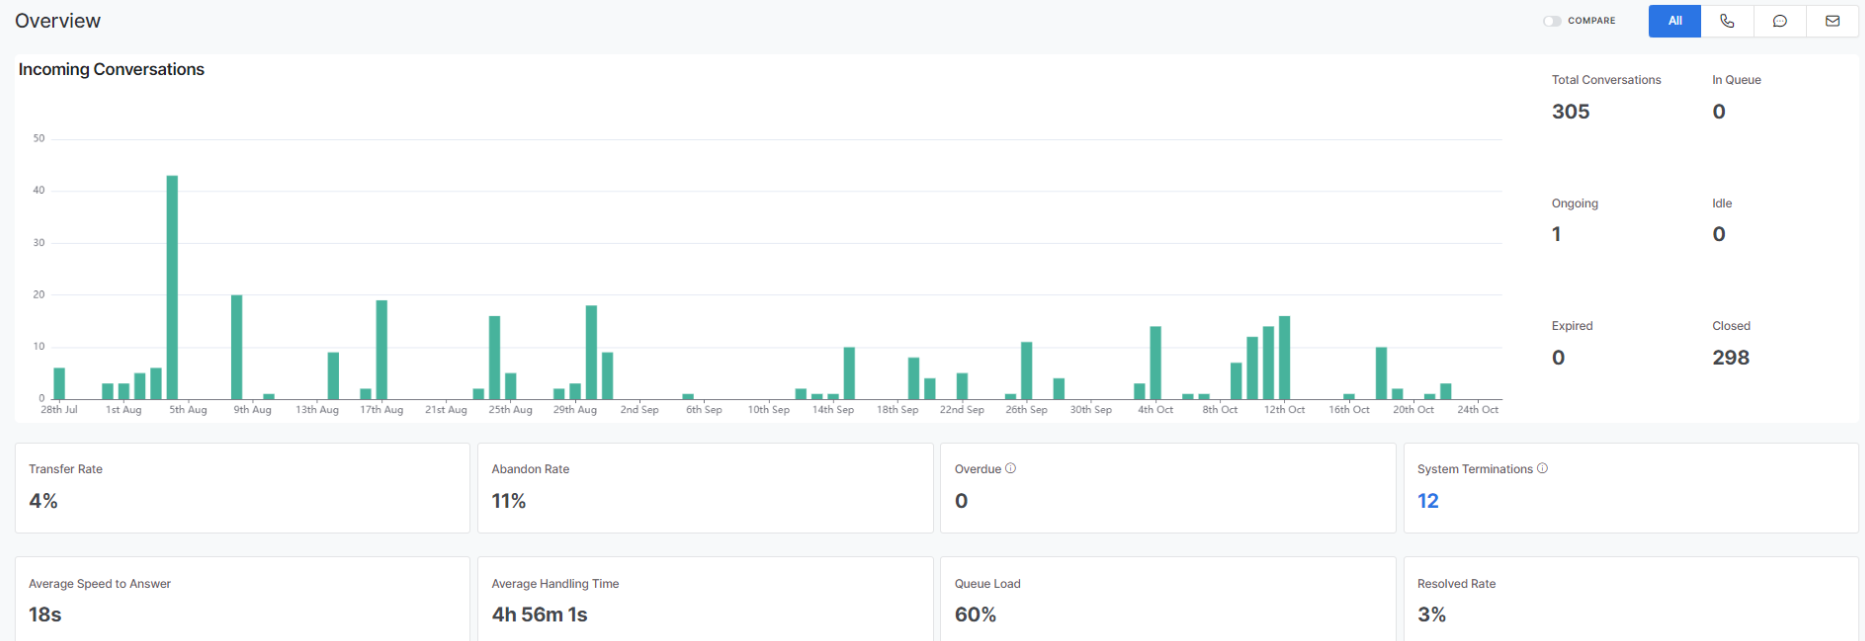 Overview
COMPARE
All
Incoming Conversations
50
40
30
20
10
0
28th Jul 1st Aug 5th Aug 9th Aug 13th Aug 17th Aug 21st Aug 25th Aug 29th Aug 2nd Sep 6th Sep 10th Sep 14th Sep 18th Sep 22nd Sep 26th Sep 30th Sep 4th Oct 8th Oct 12th Oct 16th Oct 20th Oct 24th Oct
Total Conversations In Queue
305 0
Ongoing Idle
1 0
Expired Closed
0 298
Transfer Rate
4%
Abandon Rate
11%
Overdue
0
System Terminations
12
Average Speed to Answer
18s
Average Handling Time
4h 56m 1s
Queue Load
60%
Resolved Rate
3%